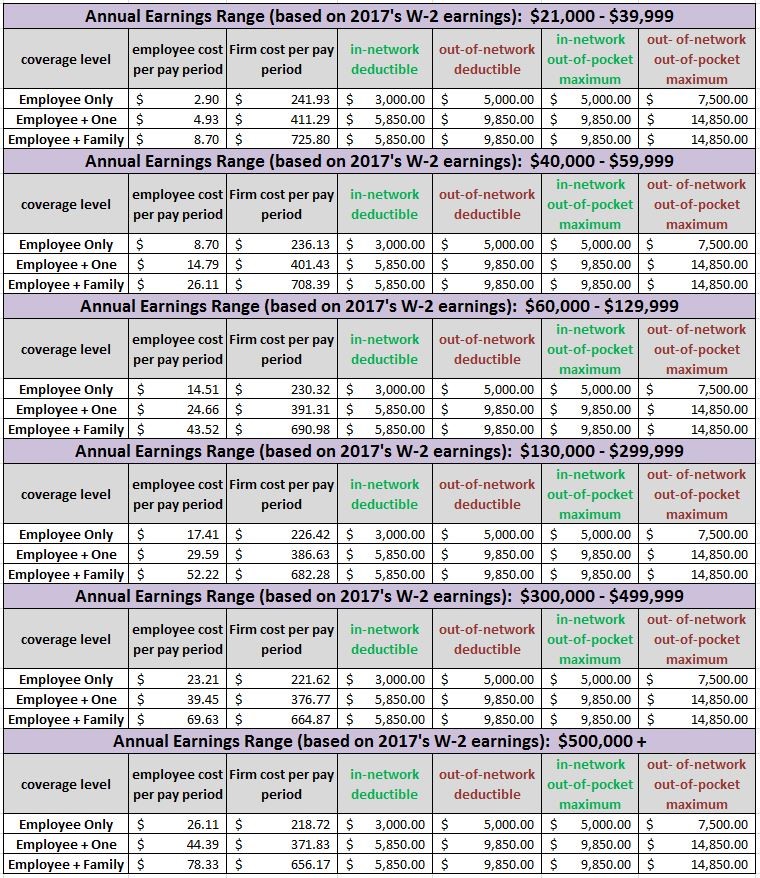 Annual Earnings Range (based on 2017's W-2 earnings): $21,000 - $39,999
coverage level employee cost per pay period Firm cost per pay period in-network deductible out-of-network deductible in-network out-of-pocket maximum out- of-network out-of-pocket maximum
Employee Only $ 2.90 $ 241.93 $ 3,000.00 $ 5,000.00 $ 5,000.00 $ 7,500.00
Employee + One $ 4.93 $ 411.29 $ 5,850.00 $ 9,850.00 $ 9,850.00 $ 14,850.00
Employee + Family $ 8.70 $ 725.80 $ 5,850.00 $ 9,850.00 $ 9,850.00 $ 14,850.00
Annual Earnings Range (based on 2017's W-2 earnings): $40,000 - $59,999
coverage level employee cost per pay period Firm cost per pay period in-network deductible out-of-network deductible in-network out-of-pocket maximum out- of-network out-of-pocket maximum
Employee Only $ 8.70 $ 236.13 $ 3,000.00 $ 5,000.00 $ 5,000.00 $ 7,500.00
Employee + One $ 14.79 $ 401.43 $ 5,850.00 $ 9,850.00 $ 9,850.00 $ 14,850.00
Employee + Family $ 26.11 $ 708.39 $ 5,850.00 $ 9,850.00 $ 9,850.00 $ 14,850.00
Annual Earnings Range (based on 2017's W-2 earnings): $60,000 - $129,999
coverage level employee cost per pay period Firm cost per pay period in-network deductible out-of-network deductible in-network out-of-pocket maximum out- of-network out-of-pocket maximum
Employee Only $ 14.51 $ 230.32 $ 3,000.00 $ 5,000.00 $ 5,000.00 $ 7,500.00
Employee + One $ 24.66 $ 391.31 $ 5,850.00 $ 9,850.00 $ 9,850.00 $ 14,850.00
Employee + Family $ 43.52 $ 690.98 $ 5,850.00 $ 9,850.00 $ 9,850.00 $ 14,850.00
Annual Earnings Range (based on 2017's W-2 earnings): $130,000 - $299,999
coverage level employee cost per pay period Firm cost per pay period in-network deductible out-of-network deductible in-network out-of-pocket maximum out- of-network out-of-pocket maximum
Employee Only $ 17.41 $ 226.42 $ 3,000.00 $ 5,000.00 $ 5,000.00 $ 7,500.00
Employee + One $ 29.59 $ 386.63 $ 5,850.00 $ 9,850.00 $ 9,850.00 $ 14,850.00
Employee + Family $ 52.22 $ 682.28 $ 5,850.00 $ 9,850.00 $ 9,850.00 $ 14,850.00
Annual Earnings Range (based on 2017's W-2 earnings): $300,000 - $499,999
coverage level employee cost per pay period Firm cost per pay period in-network deductible out-of-network deductible in-network out-of-pocket maximum out- of-network out-of-pocket maximum
Employee Only $ 23.21 $ 221.62 $ 3,000.00 $ 5,000.00 $ 5,000.00 $ 7,500.00
Employee + One $ 39.45 $ 376.77 $ 5,850.00 $ 9,850.00 $ 9,850.00 $ 14,850.00
Employee + Family $ 69.63 $ 664.87 $ 5,850.00 $ 9,850.00 $ 9,850.00 $ 14,850.00
Annual Earnings Range (based on 2017's W-2 earnings): $500,000 +
coverage level employee cost per pay period Firm cost per pay period in-network deductible out-of-network deductible in-network out-of-pocket maximum out- of-network out-of-pocket maximum
Employee Only $ 26.11 $ 218.72 $ 3,000.00 $ 5,000.00 $ 5,000.00 $ 7,500.00
Employee + One $ 44.39 $ 371.83 $ 5,850.00 $ 9,850.00 $ 9,850.00 $ 14,850.00
Employee + Family $ 78.33 $ 656.17 $ 5,850.00 $ 9,850.00 $ 9,850.00 $ 14,850.00